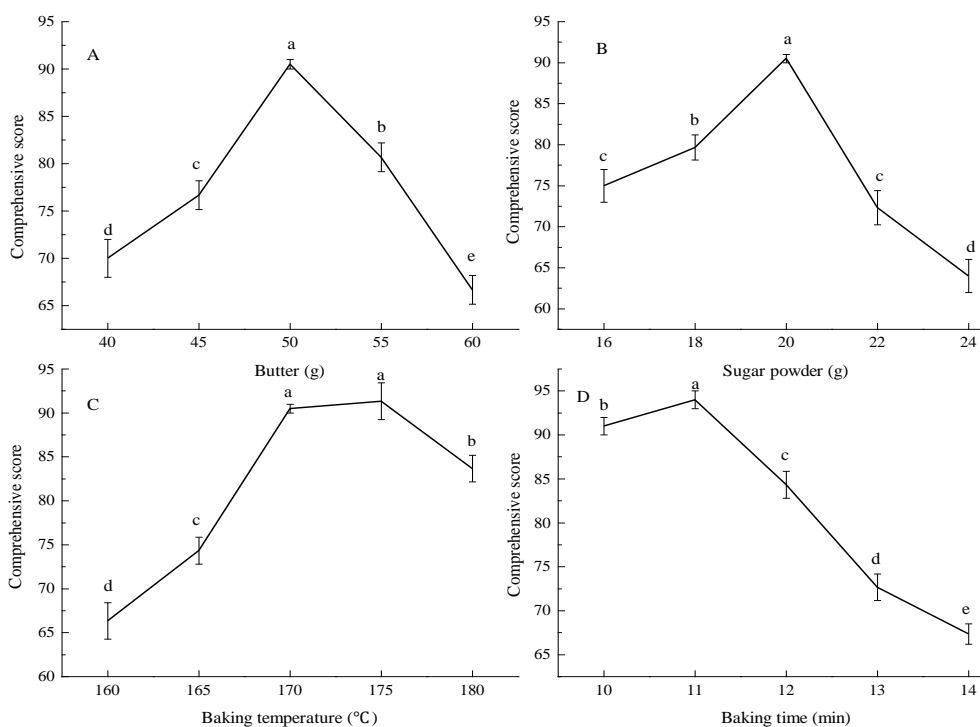 A
Comprehensive score
95
90
85
80
75
70
65
40 45 50 55 60
Butter (g)
d
c
a
b
e
B
Comprehensive score
95
90
85
80
75
70
65
60
16 18 20 22 24
Sugar powder (g)
c
b
a
c
d
C
Comprehensive score
95
90
85
80
75
70
65
60
160 165 170 175 180
Baking temperature (°C)
d
c
a
a
b
D
Comprehensive score
95
90
85
80
75
70
65
10 11 12 13 14
Baking time (min)
b
a
c
d
e